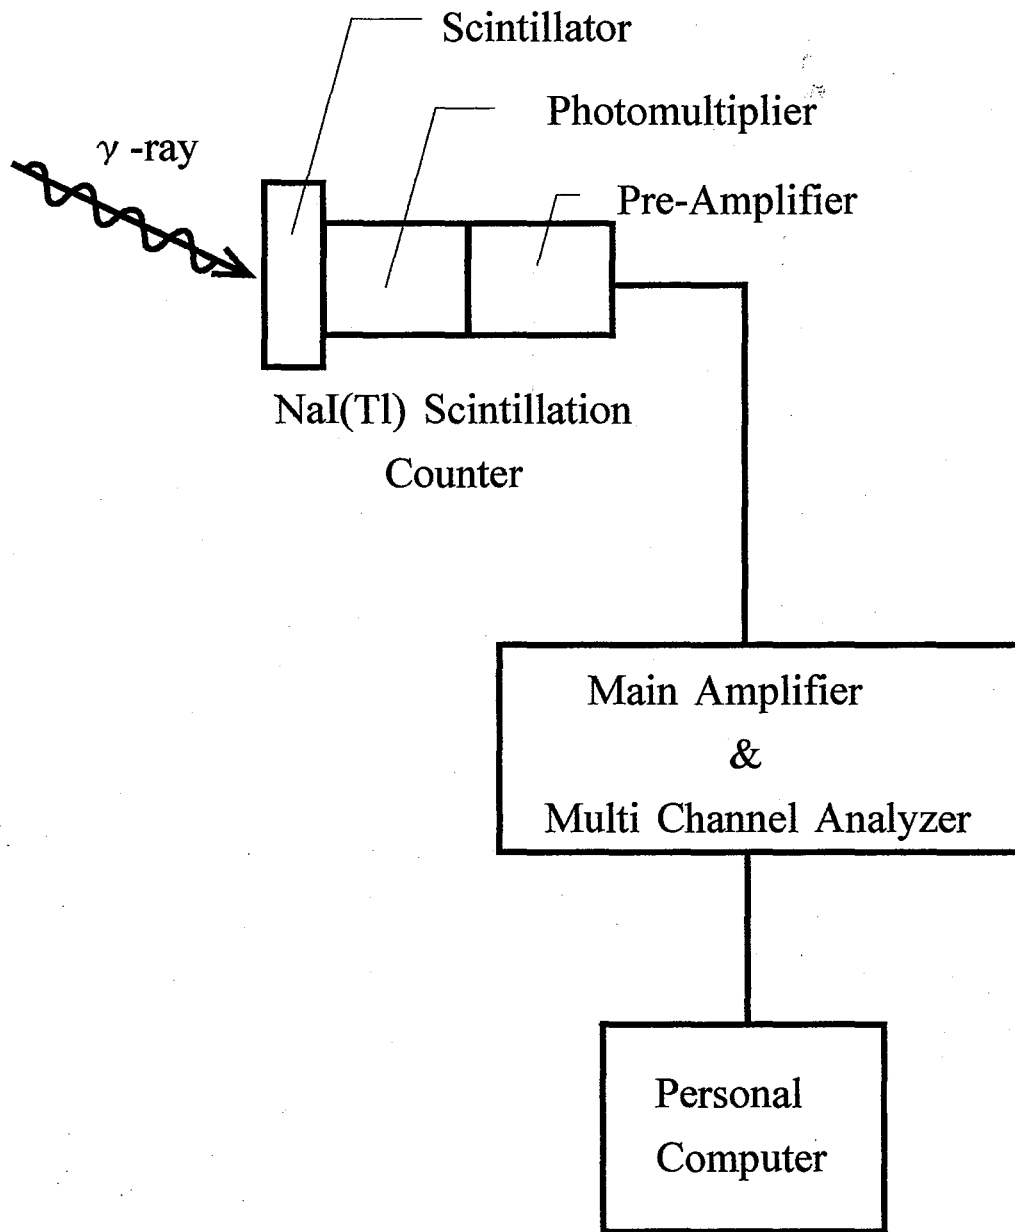 Scintillator
Photomultiplier
γ -ray
Pre-Amplifier
NaI(Tl) Scintillation
Counter
Main Amplifier
&
Multi Channel Analyzer
Personal
Computer